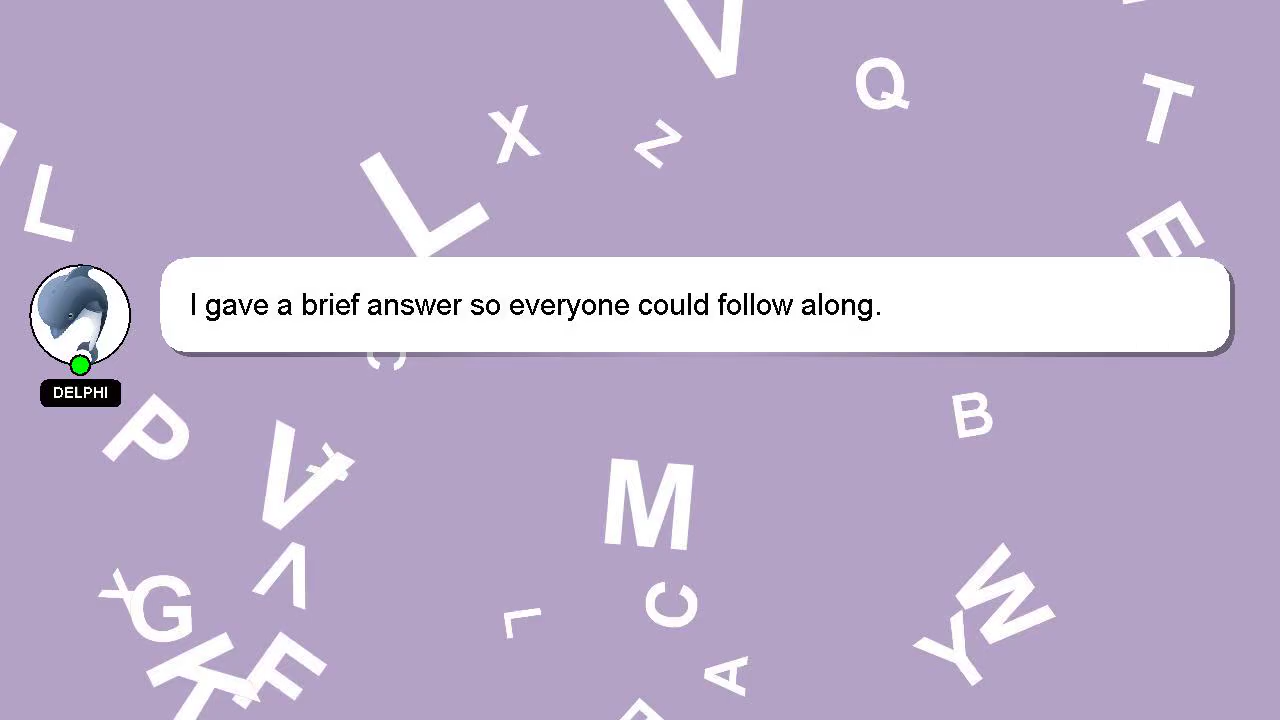 I gave a brief answer so everyone could follow along.
DELPHI
V
Q
T
X
Z
L
L
E
C
P
V
B
M
V
X
G
C
W
L
Y
K
F
A